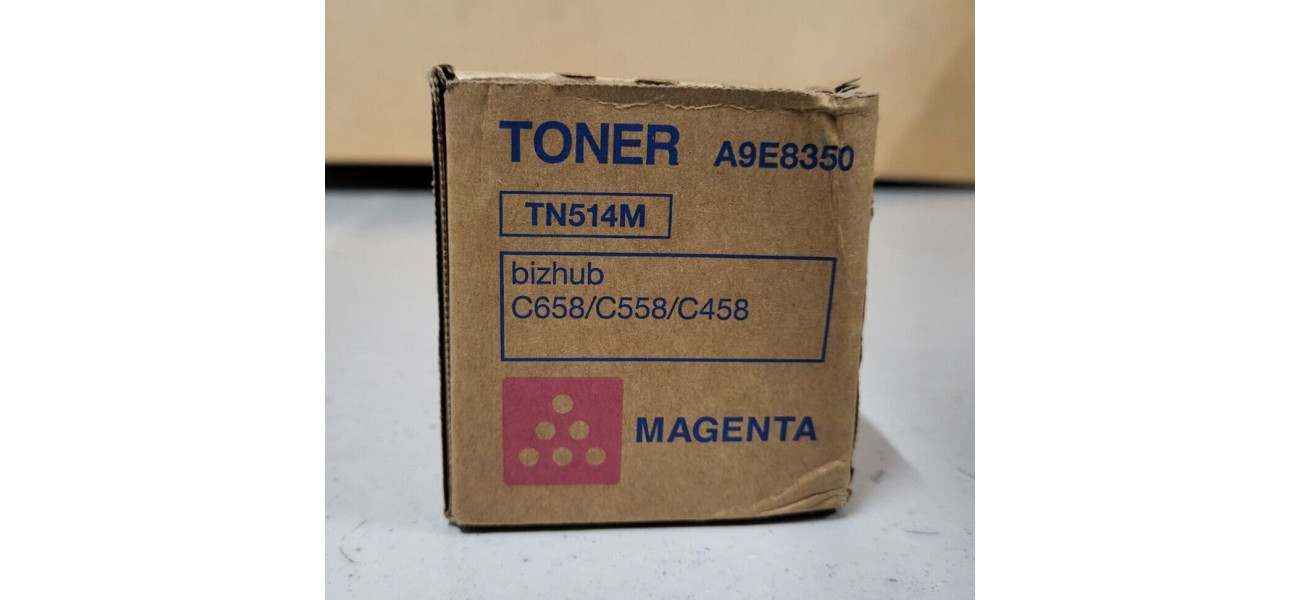 TONER A9E8350
TN514M
bizhub
C658/C558/C458
MAGENTA